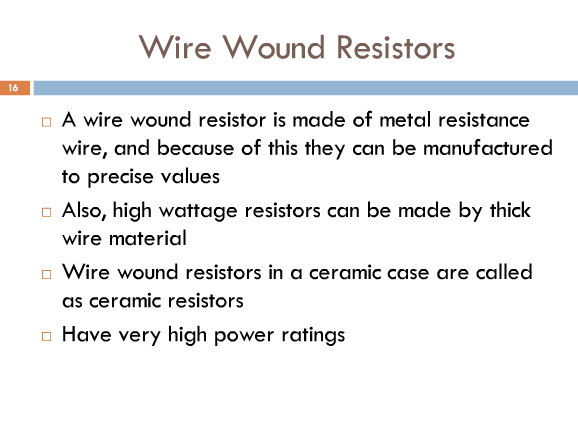 Wire Wound Resistors
16
A wire wound resistor is made of metal resistance
wire, and because of this they can be manufactured
to precise values
Also, high wattage resistors can be made by thick
wire material
Wire wound resistors in a ceramic case are called
as ceramic resistors
Have very high power ratings